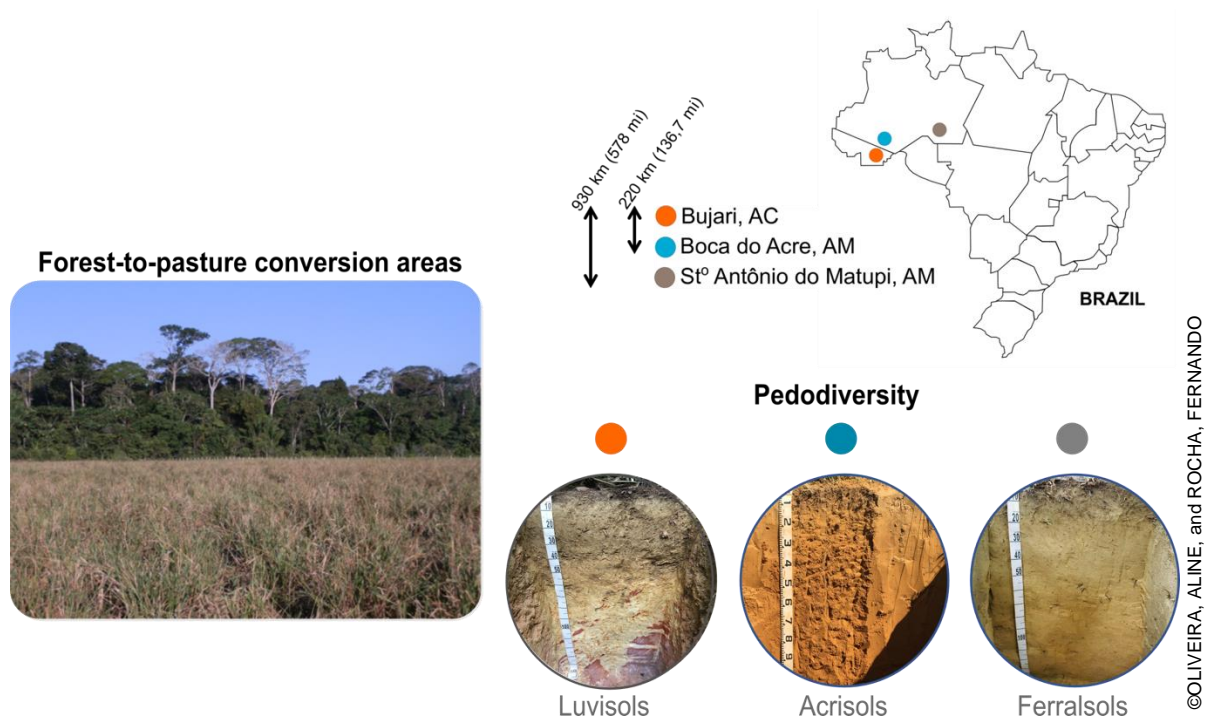 930 km (578 mi)
220 km (136,7 mi)
Bujari, AC
Boca do Acre, AM
Stº Antônio do Matupi, AM
BRAZIL
Forest-to-pasture conversion areas
Pedodiversity
Luvisols
Acrisols
Ferralsols
©OLIVEIRA, ALINE, and ROCHA, FERNANDO